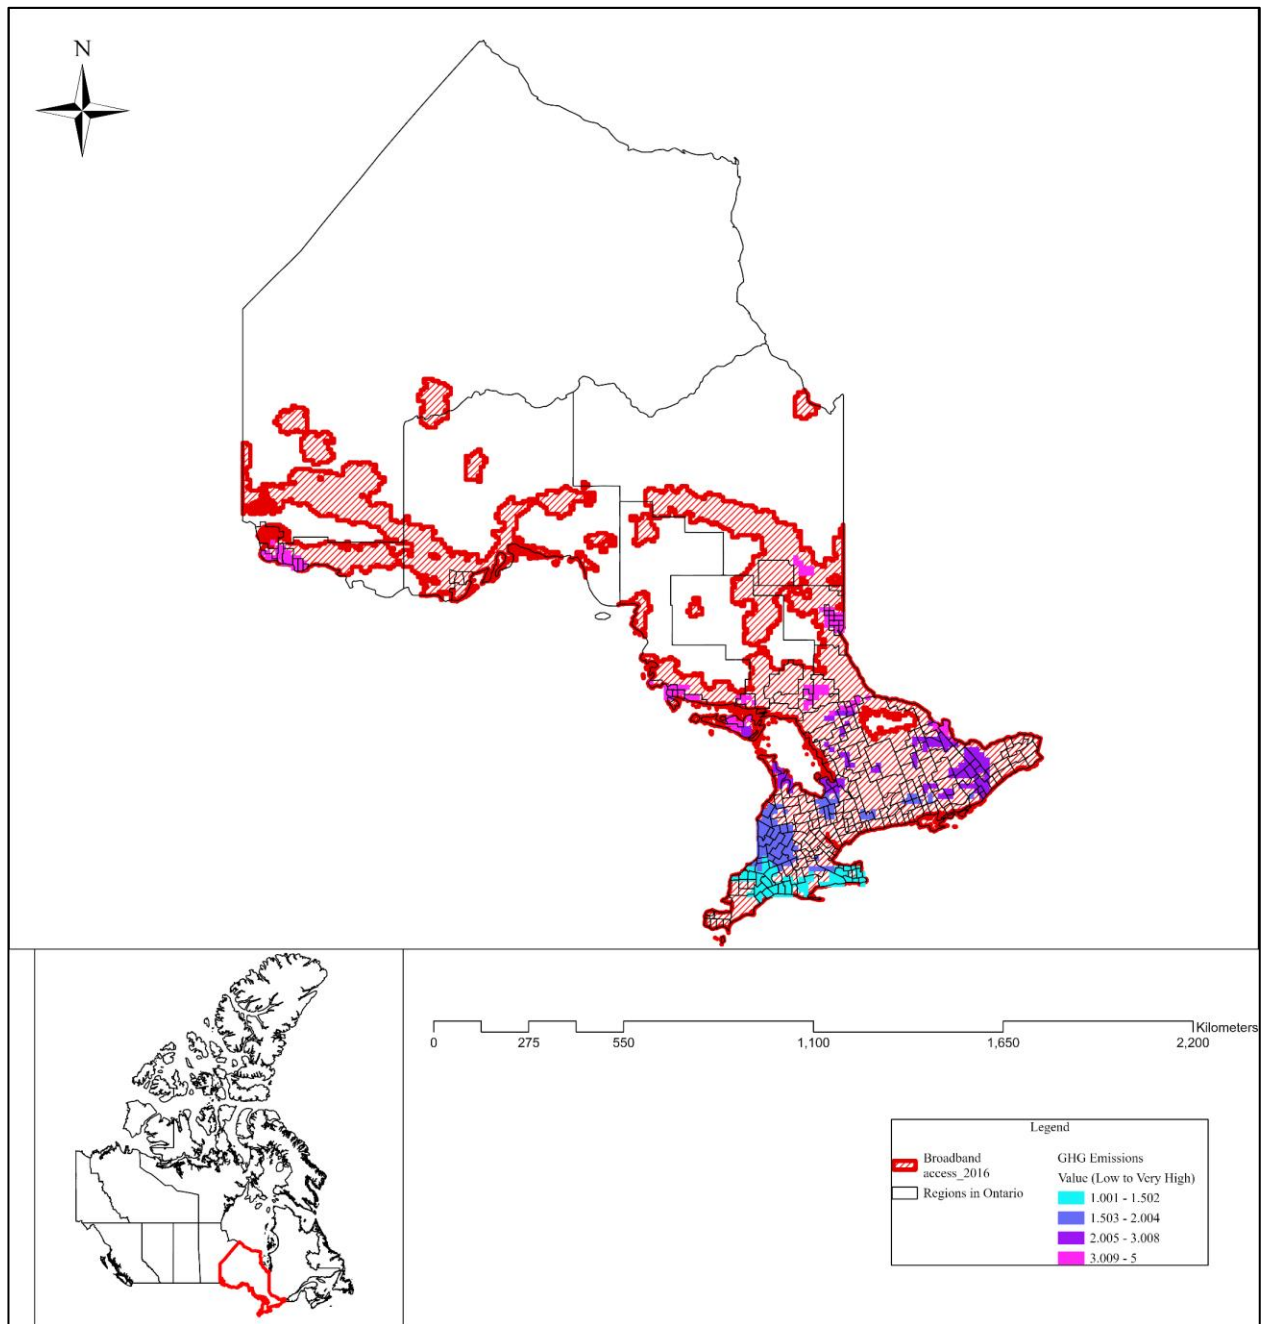 N
Kilometers
0 275 550 1,100 1,650 2,200
Legend
Broadband
access_2016
Regions in Ontario
GHG Emissions
Value (Low to Very High)
1.001 - 1.502
1.503 - 2.004
2.005 - 3.008
3.009 - 5